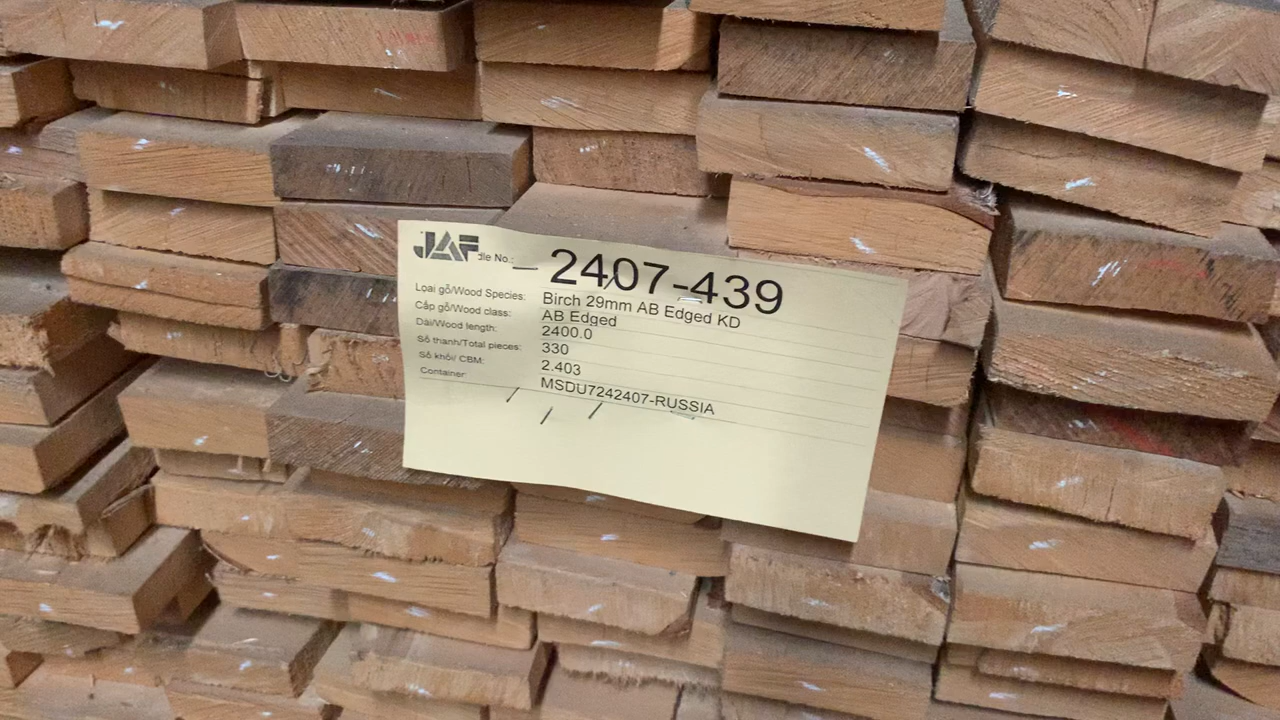 JAF
dle No.: 2407-439
Loại gỗ/Wood Species: Birch 29mm AB Edged KD
Cấp gỗ/Wood class: AB Edged
Dài/Wood length: 2400.0
Số thanh/Total pieces: 330
Số khối/ CBM: 2.403
Container: MSDU7242407-RUSSIA